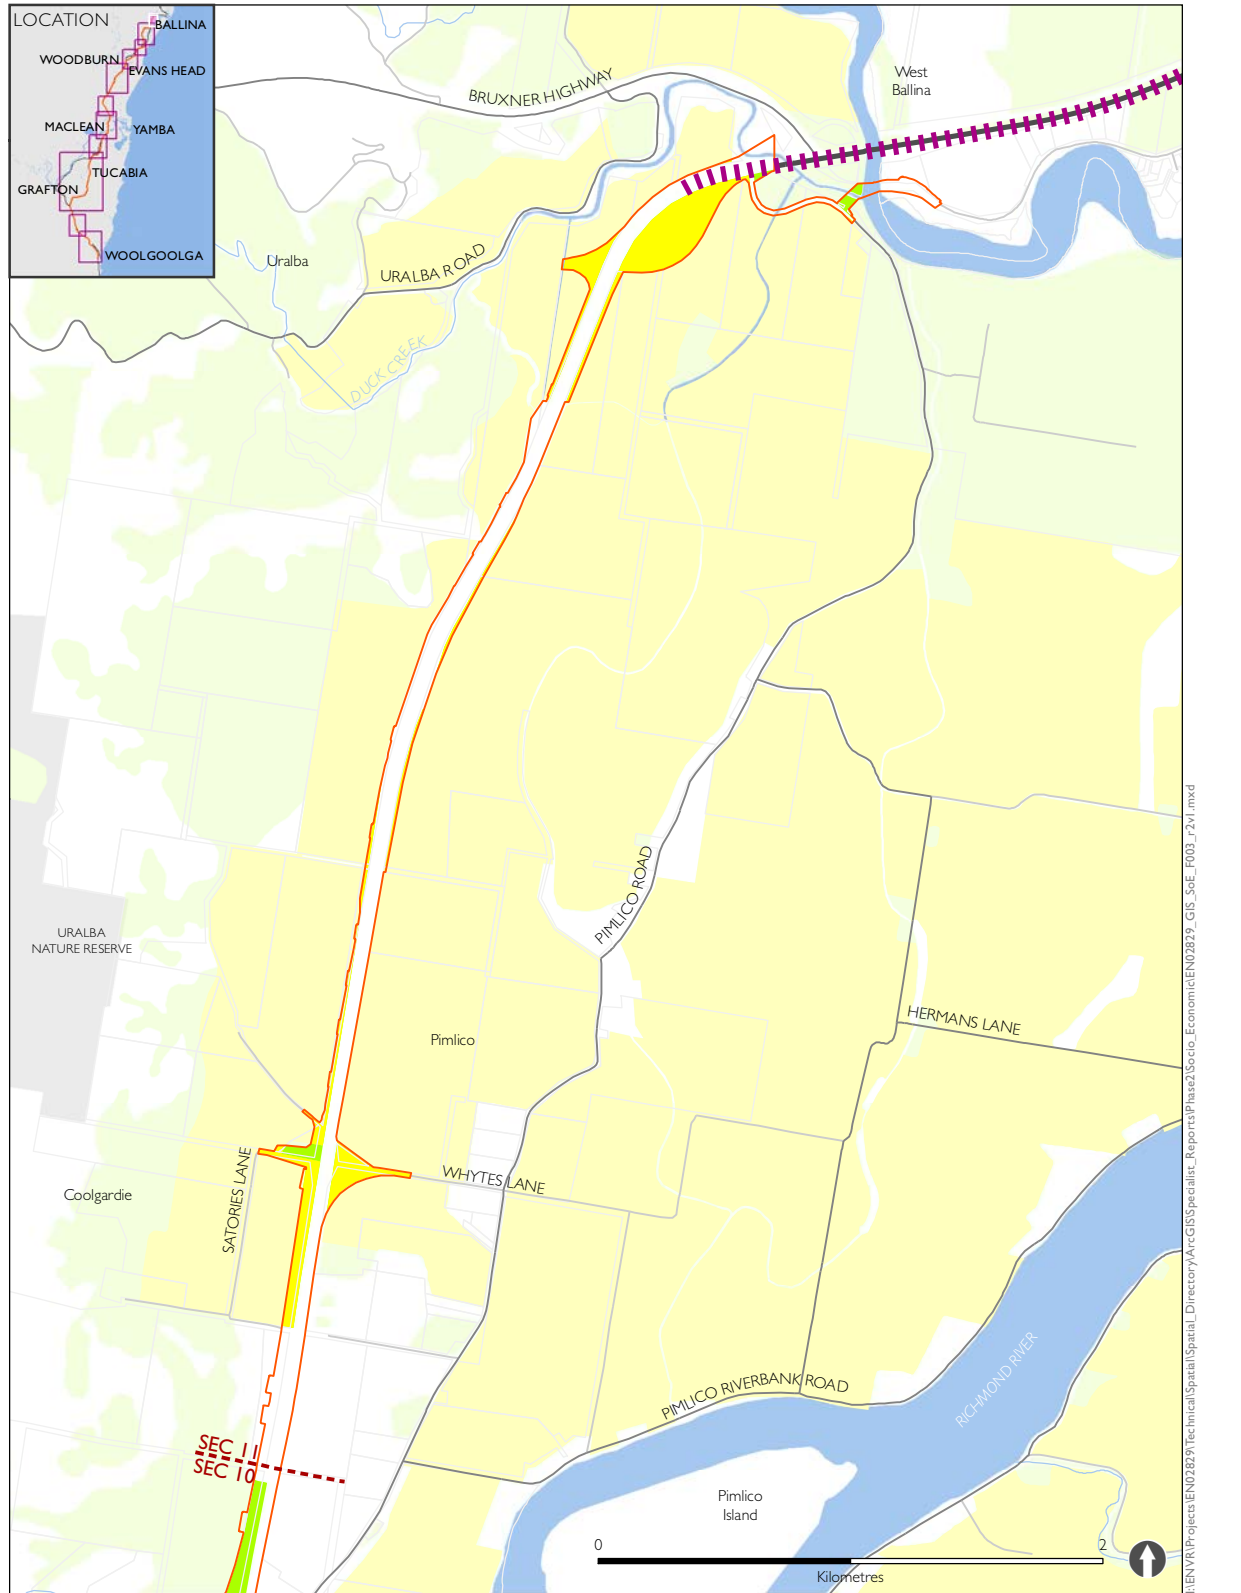 LOCATION
BALLINA
WOODBURN
EVANS HEAD
MACLEAN
YAMBA
TUCABIA
GRAFTON
WOOLGOOLGA
BRUXNER HIGHWAY
West
Ballina
Uralba
URALBA ROAD
DUCK CREEK
URALBA
NATURE RESERVE
PIMLICO ROAD
Pimlico
HERMANS LANE
SATORIES LANE
WHYTES LANE
Coolgardie
PIMLICO RIVERBANK ROAD
RICHMOND RIVER
SEC 11
SEC 10
Pimlico
Island
0
2
Kilometres
I:\ENVR\Projects\EN02829\Technical\Spatial\Spatial_Directory\ArcGIS\Specialist_Reports\Phase2\Socio_Economic\EN02829_GIS_SoE_F003_r2v1.mxd